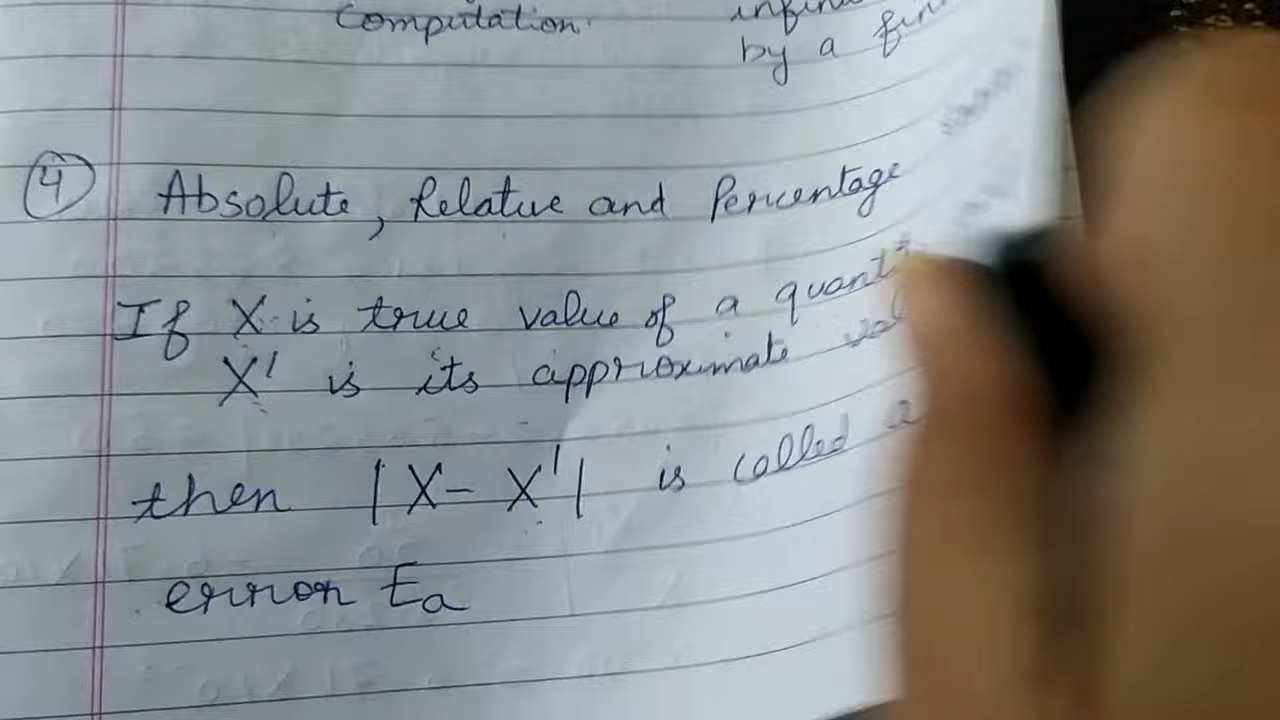 Computation.
by a
④ Absolute, Relative and Percentage
If X is true value of a
X' is its approximate
then |X - X'| is called
error Ea